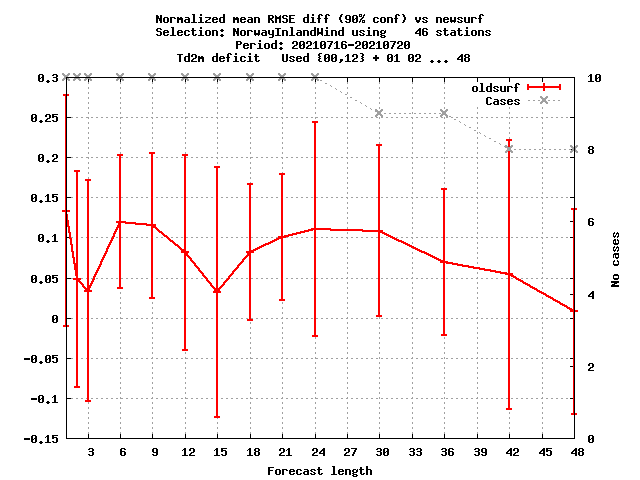 Normalized mean RMSE diff (90% conf) vs newsurf
Selection: NorwayInlandWind using    46 stations
Period: 20210716-20210720
Td2m deficit   Used {00,12} + 01 02 ... 48
oldsurf
Cases
0.3
0.25
0.2
0.15
0.1
0.05
0
-0.05
-0.1
-0.15
10
8
6
4
2
0
No cases
3 6 9 12 15 18 21 24 27 30 33 36 39 42 45 48
Forecast length